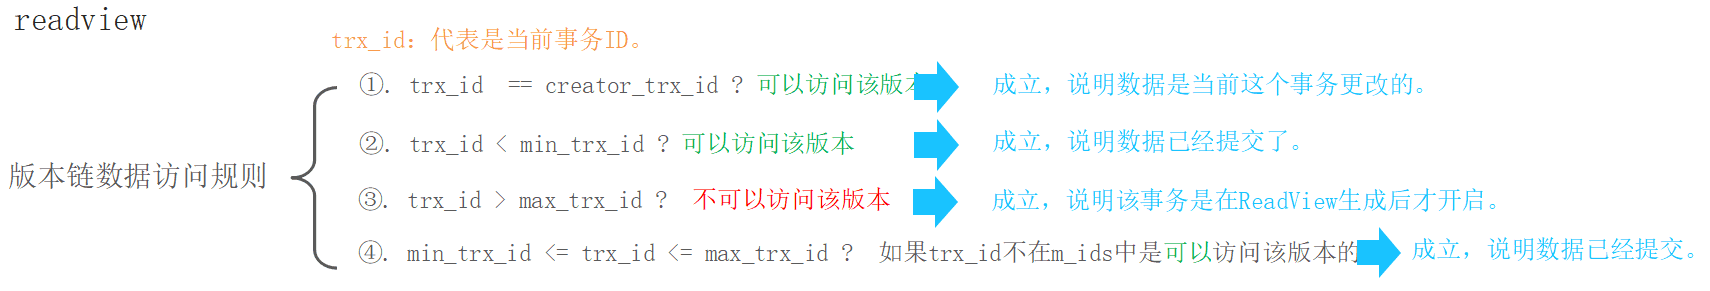 readview
trx_id：代表是当前事务ID。
①. trx_id == creator_trx_id ? 可以访问该版本 成立，说明数据是当前这个事务更改的。
②. trx_id < min_trx_id ? 可以访问该版本 成立，说明数据已经提交了。
版本链数据访问规则
③. trx_id > max_trx_id ? 不可以访问该版本 成立，说明该事务是在ReadView生成后才开启。
④. min_trx_id <= trx_id <= max_trx_id ? 如果trx_id不在m_ids中是可以访问该版本的 成立，说明数据已经提交。